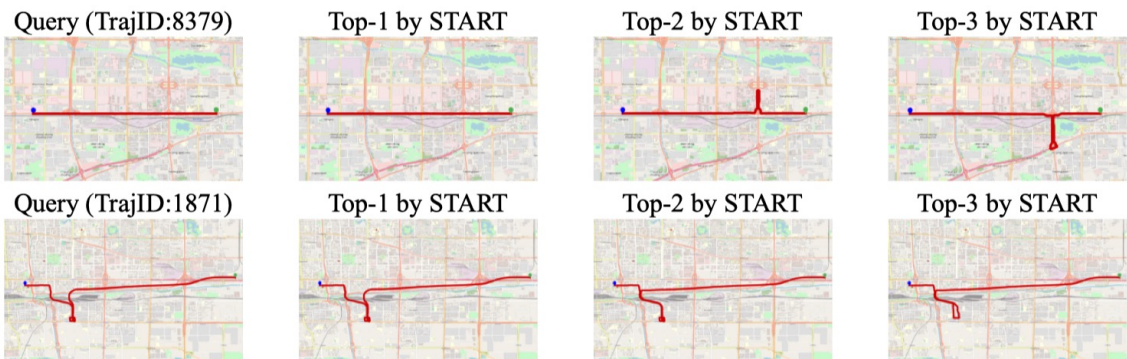 Query (TrajID:8379) Top-1 by START Top-2 by START Top-3 by START
Query (TrajID:1871) Top-1 by START Top-2 by START Top-3 by START